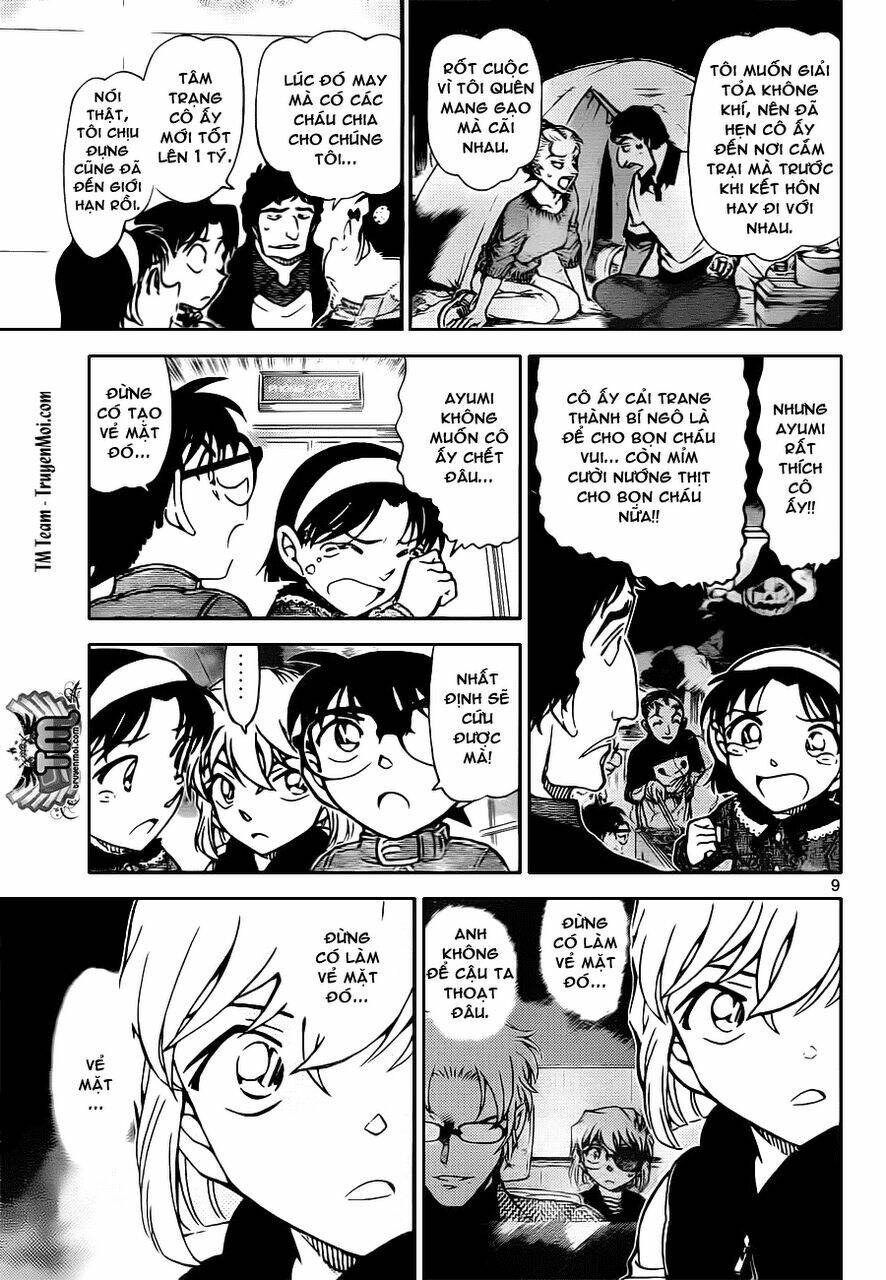 TÔI MUỐN GIẢI
TỎA KHÔNG
KHÍ, NÊN ĐÃ
HẸN CÔ ẤY
ĐẾN NƠI CẮM
TRẠI MÀ TRƯỚC
KHI KẾT HÔN
HAY ĐI VỚI
NHAU.
RỐT CUỘC
VÌ TÔI QUÊN
MANG GẠO
MÀ CÃI
NHAU.
LÚC ĐÓ MAY
MÀ CÓ CÁC
CHÁU CHIA
CHO CHÚNG
TÔI...
TÂM
TRẠNG
CÔ ẤY
MỚI TỐT
LÊN 1 TÝ.
NÓI
THẬT,
TÔI CHỊU
ĐỰNG
CŨNG ĐÃ
ĐẾN GIỚI
HẠN RỒI.
NHƯNG
AYUMI
RẤT
THÍCH
CÔ
ẤY!!
CÔ ẤY CẢI TRANG
THÀNH BÍ NGÔ LÀ
ĐỂ CHO BỌN CHÁU
VUI... CÒN MỈM
CƯỜI NƯỚNG THỊT
CHO BỌN CHÁU
NỮA!!
AYUMI
KHÔNG
MUỐN CÔ
ẤY CHẾT
ĐÂU...
ĐỪNG
CÓ TẠO
VẺ MẶT
ĐÓ...
NHẤT
ĐỊNH SẼ
CỨU
ĐƯỢC
MÀ!
......
9
ĐỪNG
CÓ LÀM
VẺ MẶT
ĐÓ...
ANH
KHÔNG
ĐỂ CẬU TA
THOẠT
ĐÂU.
ĐỪNG
CÓ LÀM
VẺ MẶT
ĐÓ...
VẺ
MẶT
...
TM Team - TruyenMoi.com
TM
truyenmoi.com